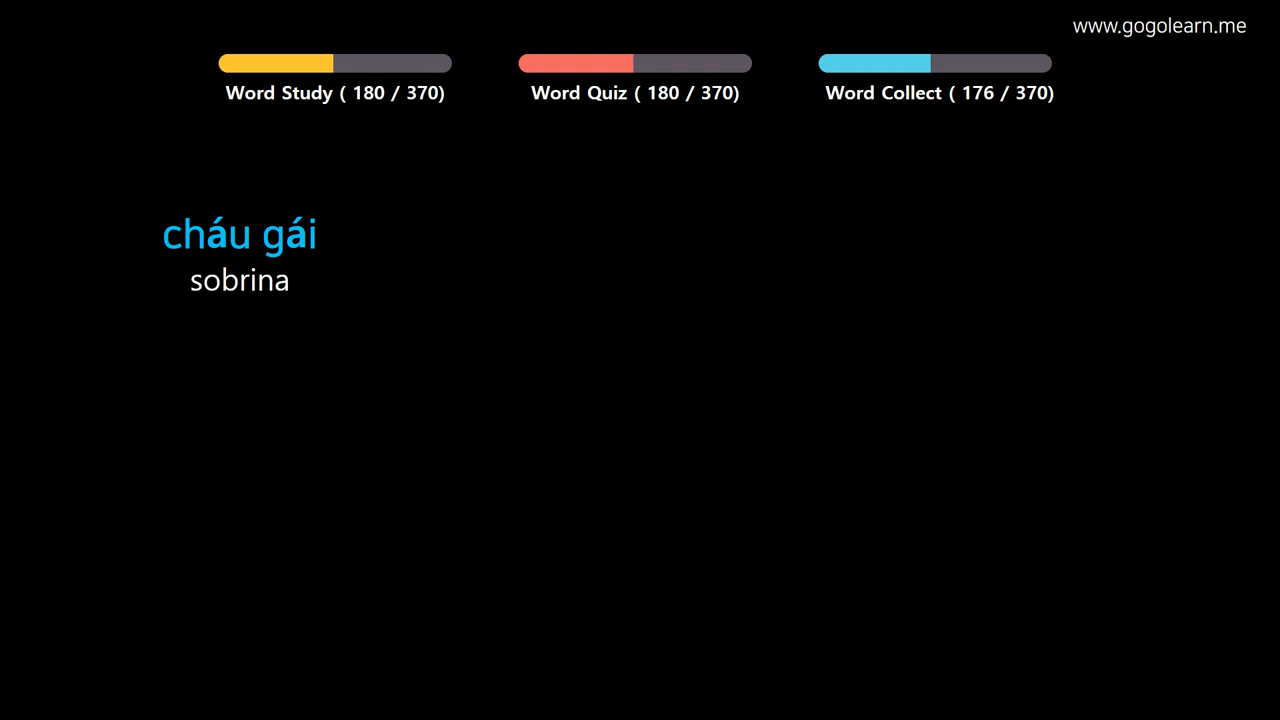 www.gogolearn.me
Word Study ( 180 / 370)
Word Quiz ( 180 / 370)
Word Collect ( 176 / 370)
cháu gái
sobrina